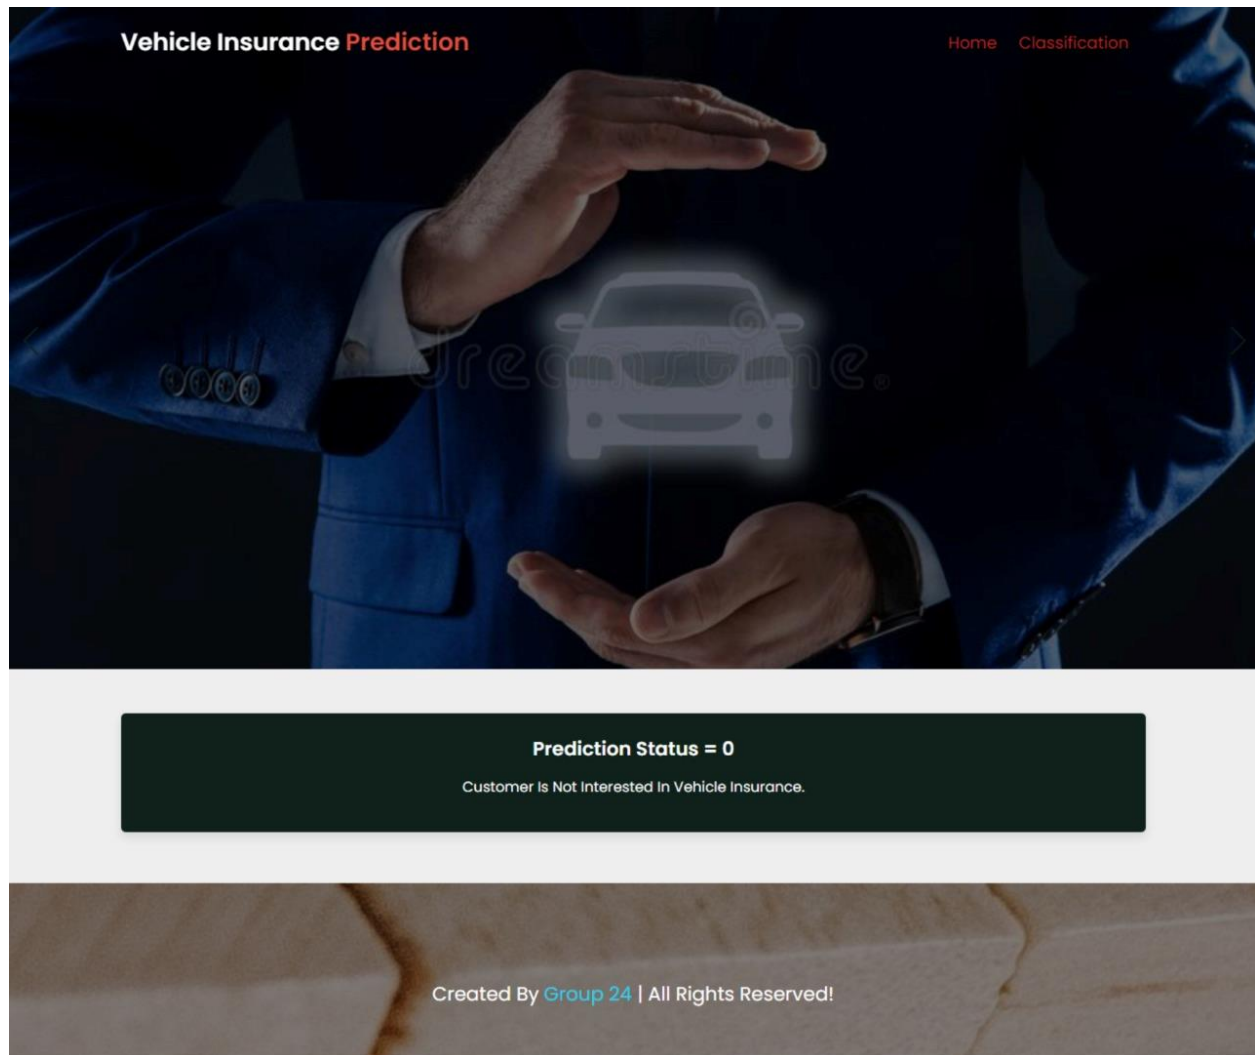 Vehicle Insurance Prediction
Home Classification
dreamstime®
Prediction Status = 0
Customer Is Not Interested In Vehicle Insurance.
Created By Group 24 | All Rights Reserved!